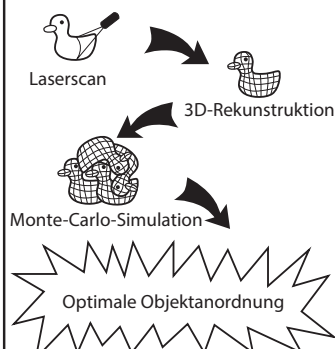 Laserscan
3D-Rekunstruktion
Monte-Carlo-Simulation
Optimale Objektanordnung